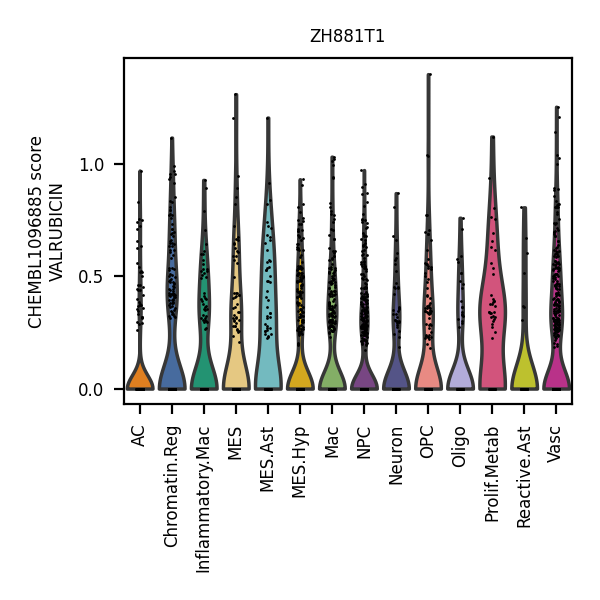 ZH881T1
CHEMBL1096885 score
VALRUBICIN
1.0
0.5
0.0
AC
Chromatin.Reg
Inflammatory.Mac
MES
MES.Ast
MES.Hyp
Mac
NPC
Neuron
OPC
Oligo
Prolif.Metab
Reactive.Ast
Vasc